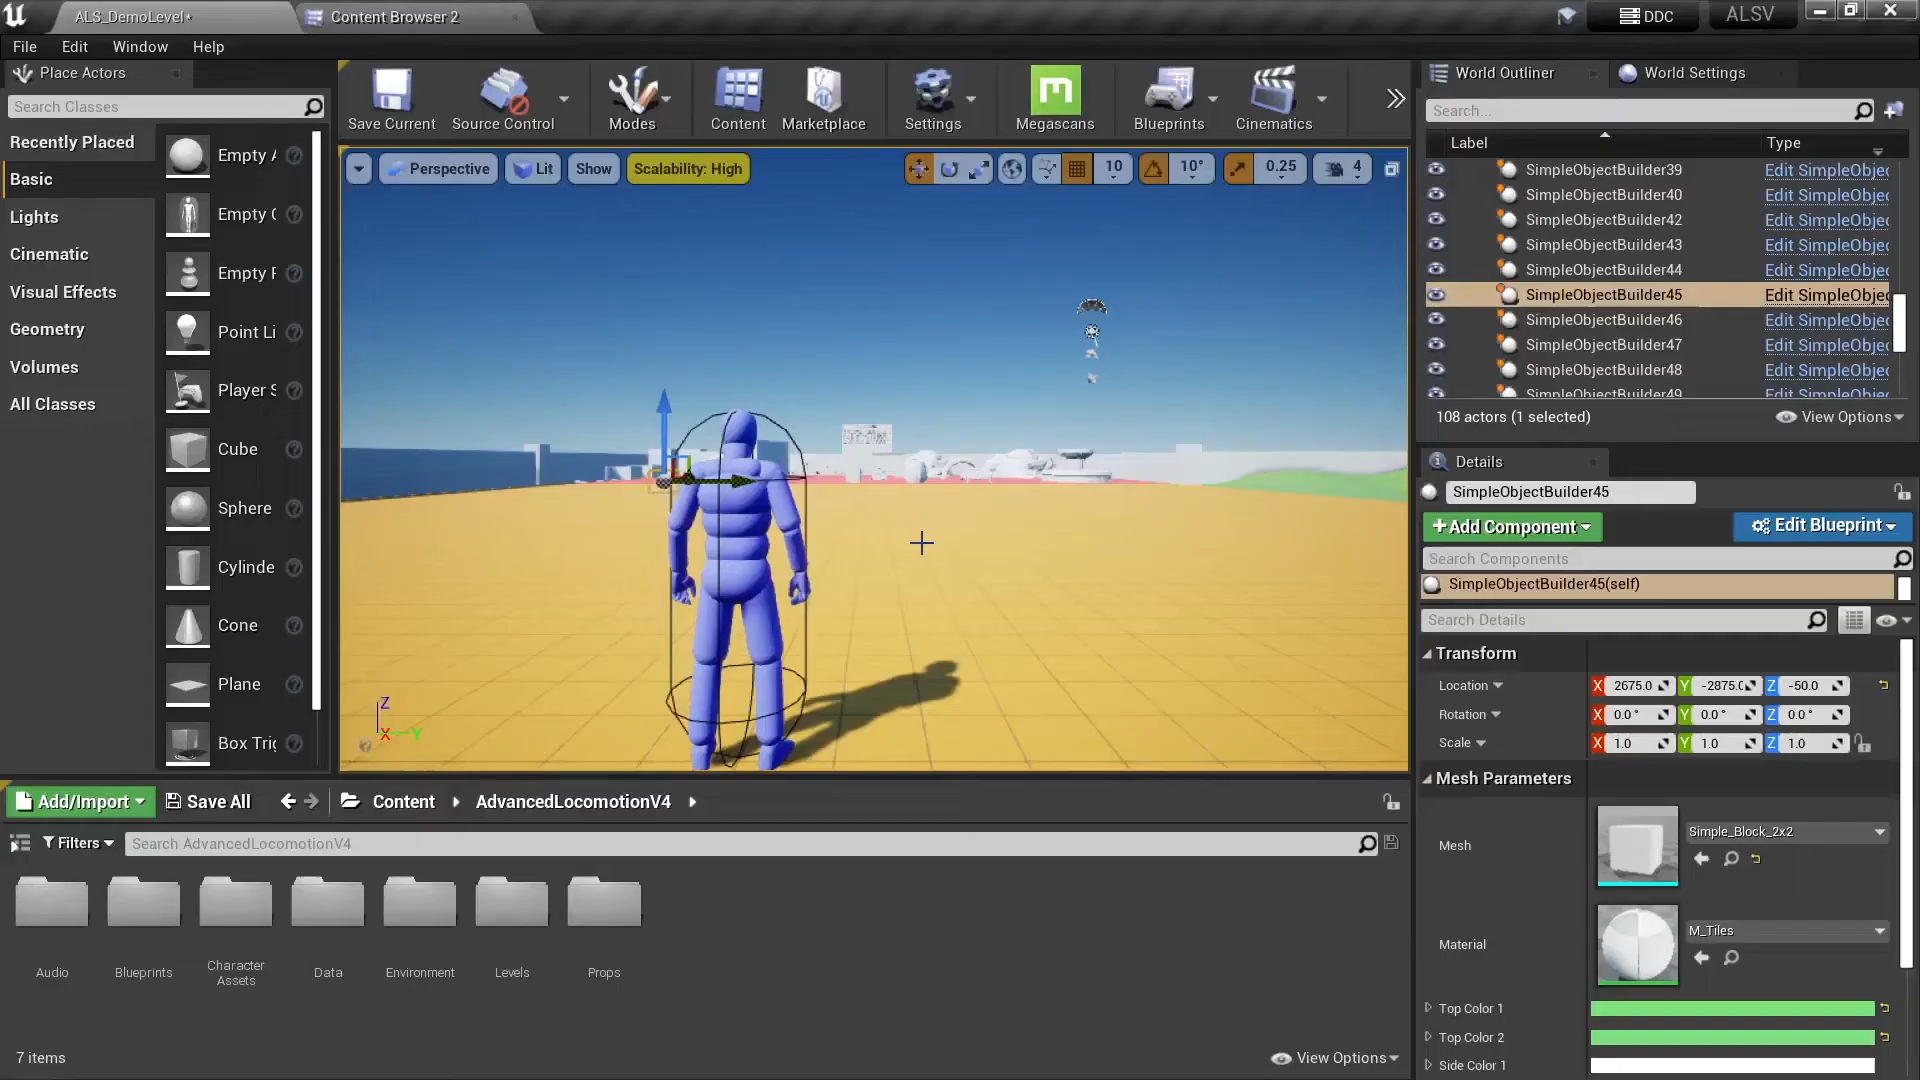 ALS_DemoLevel*
Content Browser 2
DDC
ALSV
File Edit Window Help
Place Actors
Search Classes
Recently Placed
Basic
Lights
Cinematic
Visual Effects
Geometry
Volumes
All Classes
Empty A
Empty C
Empty P
Point Li
Player S
Cube
Sphere
Cylinde
Cone
Plane
Box Trig
Save Current
Source Control
Modes
Content
Marketplace
Settings
Megascans
Blueprints
Cinematics
Perspective
Lit
Show
Scalability: High
10
10°
0.25
4
Z
X
Y
World Outliner
World Settings
Search...
Label Type
SimpleObjectBuilder39 Edit SimpleObjec
SimpleObjectBuilder40 Edit SimpleObjec
SimpleObjectBuilder42 Edit SimpleObjec
SimpleObjectBuilder43 Edit SimpleObjec
SimpleObjectBuilder44 Edit SimpleObjec
SimpleObjectBuilder45 Edit SimpleObjec
SimpleObjectBuilder46 Edit SimpleObjec
SimpleObjectBuilder47 Edit SimpleObjec
SimpleObjectBuilder48 Edit SimpleObjec
SimpleObjectBuilder49 Edit SimpleObjec
108 actors (1 selected)
View Options
Details
SimpleObjectBuilder45
+Add Component
Edit Blueprint
Search Components
SimpleObjectBuilder45(self)
Search Details
Transform
Location X 2675.0 Y -2875.0 Z -50.0
Rotation X 0.0° Y 0.0° Z 0.0°
Scale X 1.0 Y 1.0 Z 1.0
Mesh Parameters
Mesh
Simple_Block_2x2
Material
M_Tiles
Top Color 1
Top Color 2
Side Color 1
Add/Import
Save All
Content
AdvancedLocomotionV4
Filters
Search AdvancedLocomotionV4
Audio
Blueprints
Character Assets
Data
Environment
Levels
Props
7 items
View Options